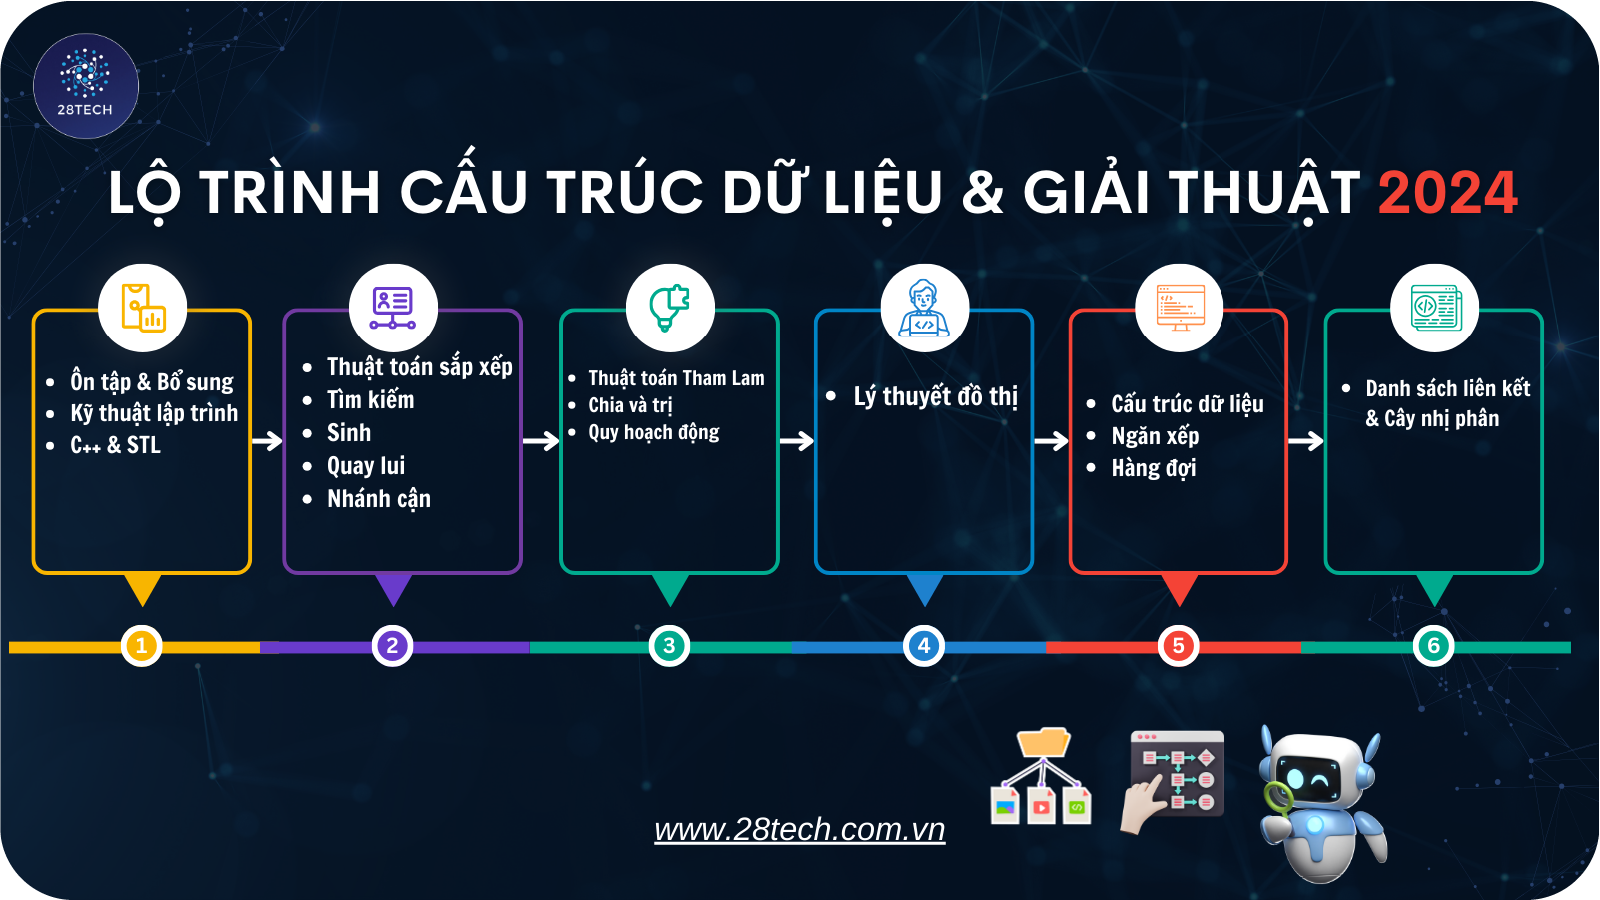 28TECH
LỘ TRÌNH CẤU TRÚC DỮ LIỆU & GIẢI THUẬT 2024
Ôn tập & Bổ sung
Kỹ thuật lập trình
C++ & STL
Thuật toán sắp xếp
Tìm kiếm
Sinh
Quay lui
Nhánh cận
Thuật toán Tham Lam
Chia và trị
Quy hoạch động
Lý thuyết đồ thị
Cấu trúc dữ liệu
Ngăn xếp
Hàng đợi
Danh sách liên kết
& Cây nhị phân
1
2
3
4
5
6
www.28tech.com.vn